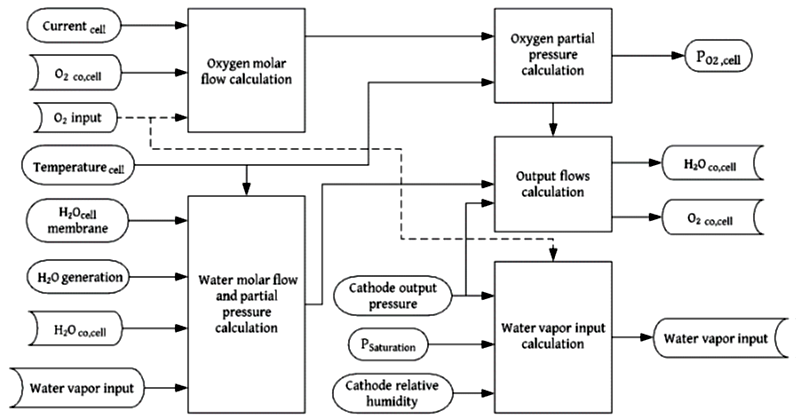 Current cell
O2 co,cell
O2 input
Temperature cell
H2Ocell
membrane
H2O generation
H2O co,cell
Water vapor input
Oxygen molar
flow calculation
Water molar flow
and partial
pressure
calculation
Oxygen partial
pressure
calculation
Output flows
calculation
Cathode output
pressure
PSaturation
Cathode relative
humidity
Water vapor input
calculation
PO2,cell
H2O co,cell
O2 co,cell
Water vapor input